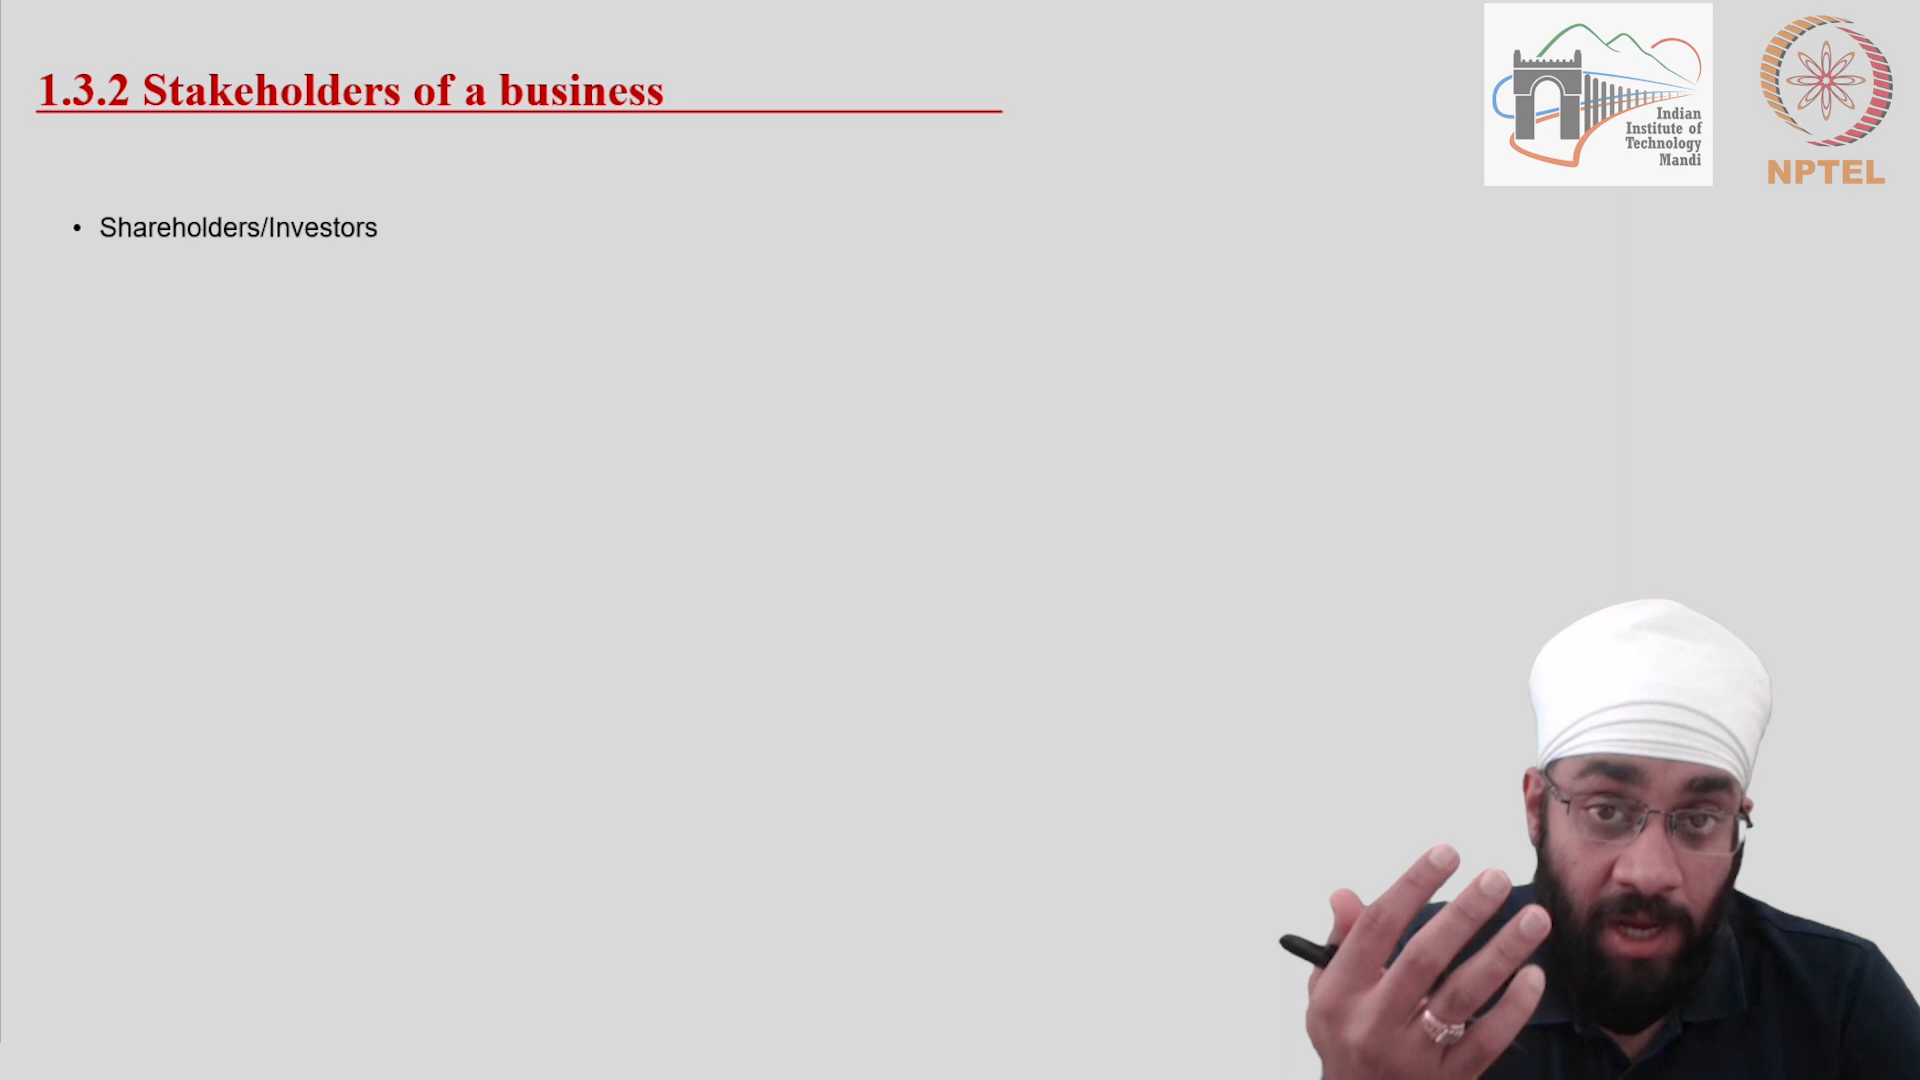 1.3.2 Stakeholders of a business
Indian
Institute of
Technology
Mandi
NPTEL
• Shareholders/Investors